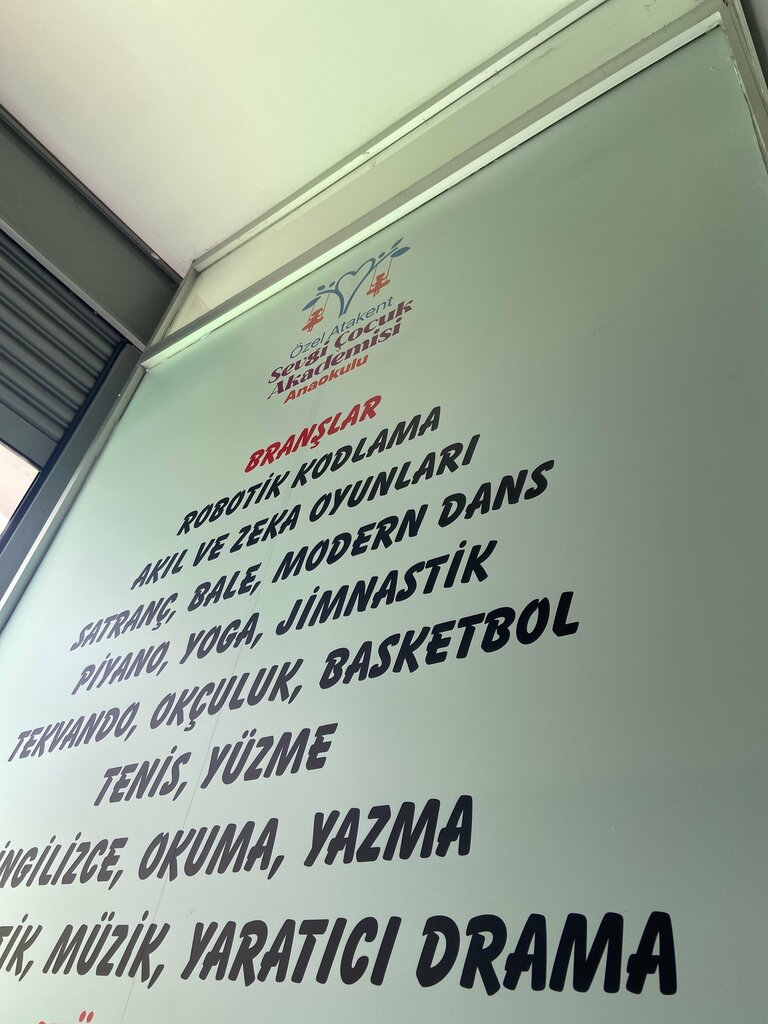 Özel Atakent
Sevgi Çocuk
Akademisi
Anaokulu
BRANŞLAR
ROBOTİK KODLAMA
AKIL VE ZEKA OYUNLARI
SATRANÇ, BALE, MODERN DANS
PİYANO, YOGA, JİMNASTİK
TEKVANDO, OKÇULUK, BASKETBOL
TENİS, YÜZME
İNGİLİZCE, OKUMA, YAZMA
MÜZİK, YARATICI DRAMA